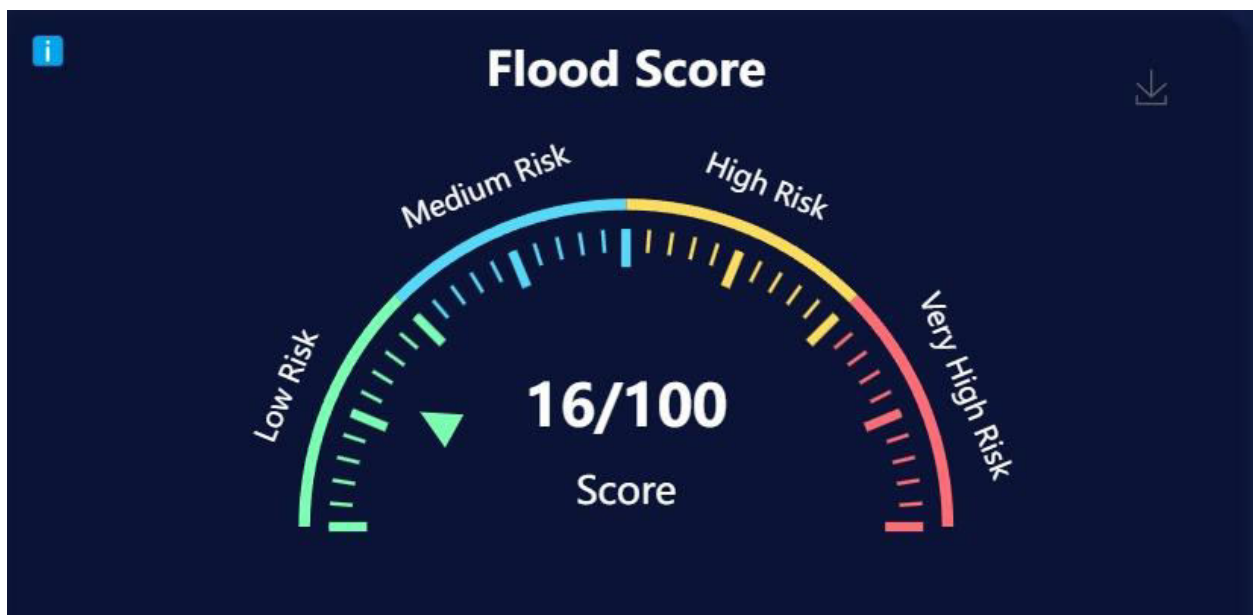 i
Flood Score
Medium Risk
High Risk
Low Risk
Very High Risk
16/100
Score